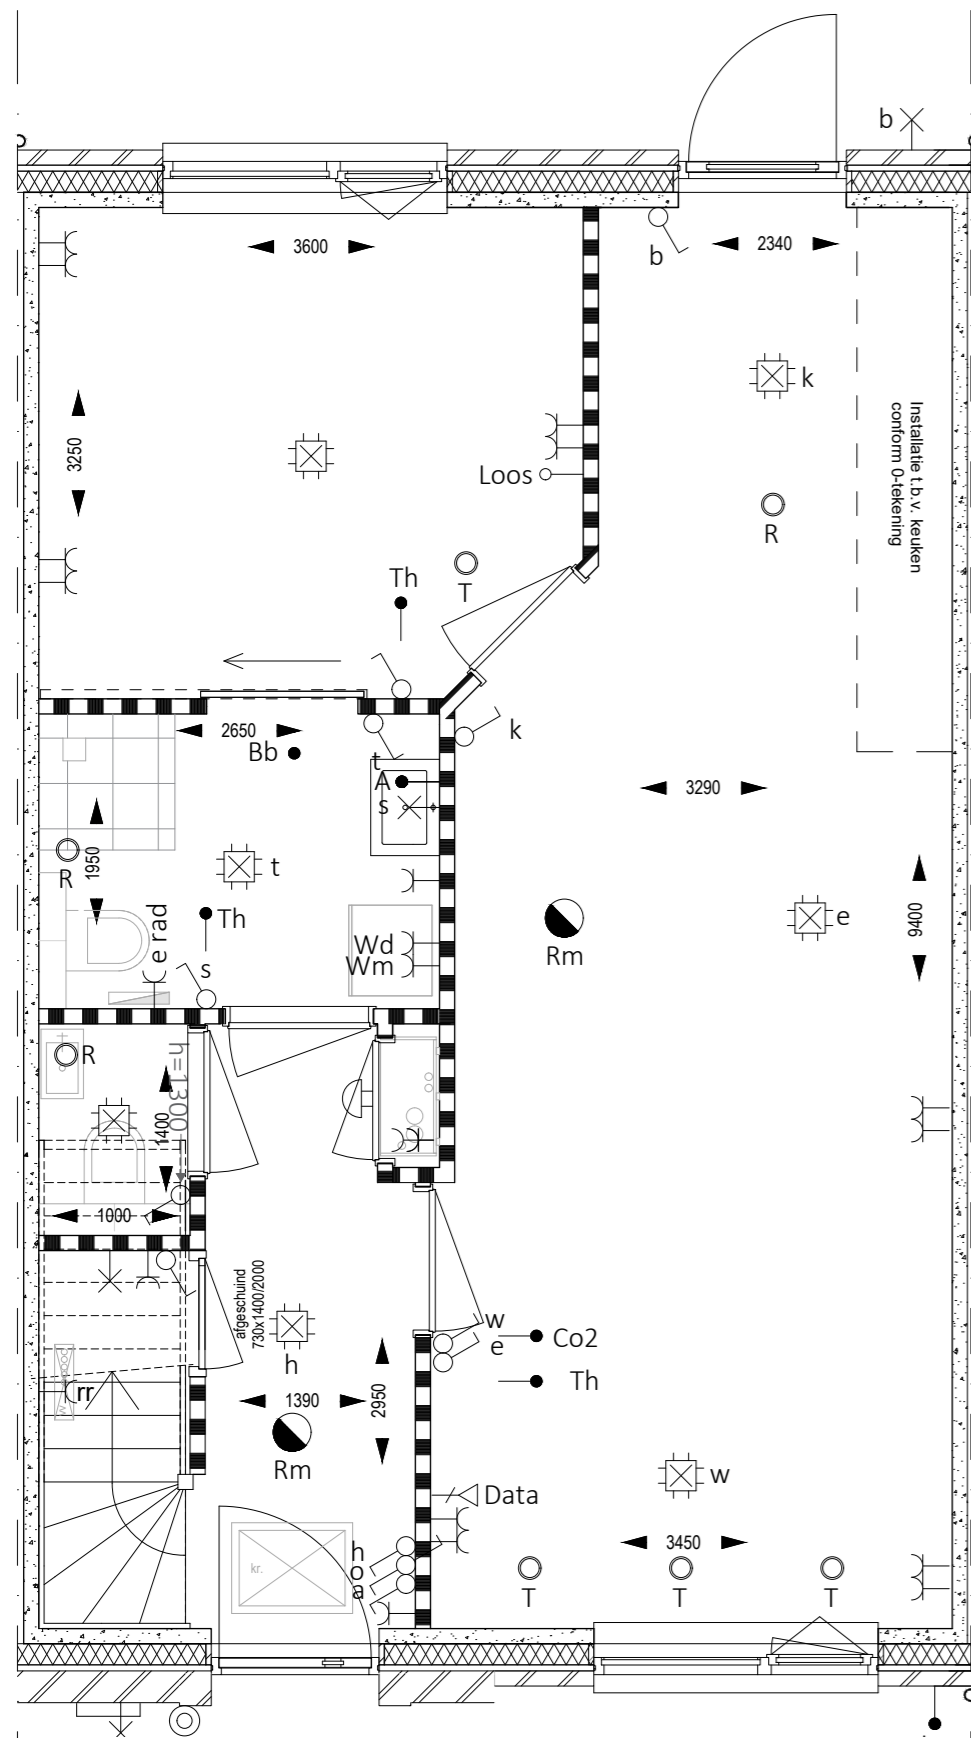 b
3600
b
2340
k
3250
Installatie t.b.v. keuken
conform 0-tekening
Loos
R
Th
T
k
2650
Bb
t
A
s
3290
1950
R
t
e rad
Th
s
Wd
Wm
Rm
e
9400
R
h=1300
1400
1000
afgeschuind
730x1400/2000
h
w
e
Co2
Th
rr
1390
2950
Rm
w
Data
3450
h
o
a
kr.
T
T
T